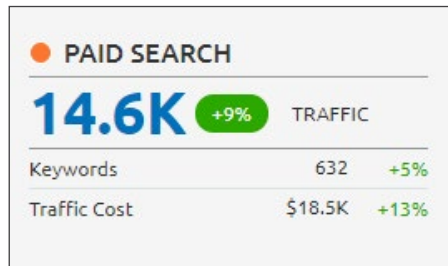 PAID SEARCH
14.6K +9% TRAFFIC
Keywords 632 +5%
Traffic Cost $18.5K +13%